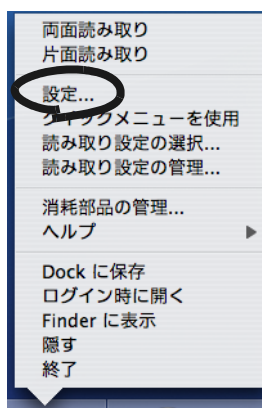 両面読み取り
片面読み取り
設定...
クイックメニューを使用
読み取り設定の選択...
読み取り設定の管理...
消耗部品の管理...
ヘルプ
Dock に保存
ログイン時に開く
Finder に表示
隠す
終了